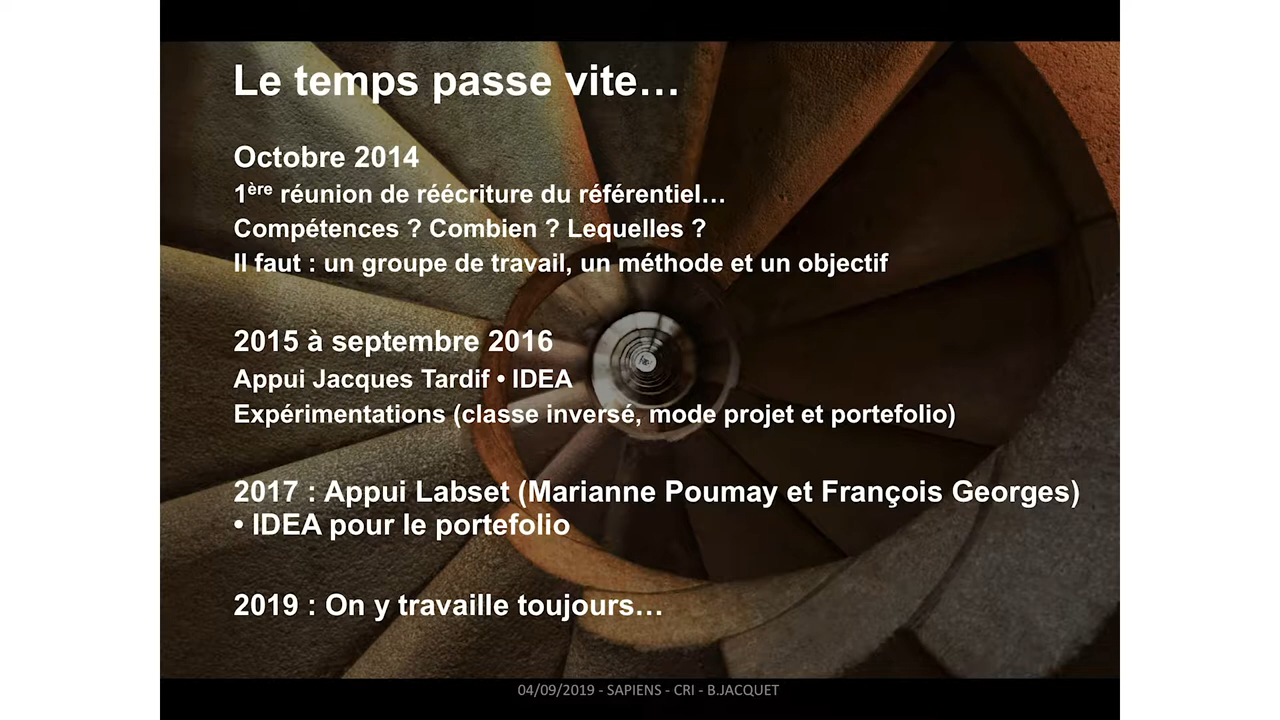 Le temps passe vite…
Octobre 2014
1ère réunion de réécriture du référentiel…
Compétences ? Combien ? Lequelles ?
Il faut : un groupe de travail, un méthode et un objectif
2015 à septembre 2016
Appui Jacques Tardif • IDEA
Expérimentations (classe inversé, mode projet et portefolio)
2017 : Appui Labset (Marianne Poumay et François Georges)
• IDEA pour le portefolio
2019 : On y travaille toujours…
04/09/2019 - SAPIENS - CRI - B.JACQUET